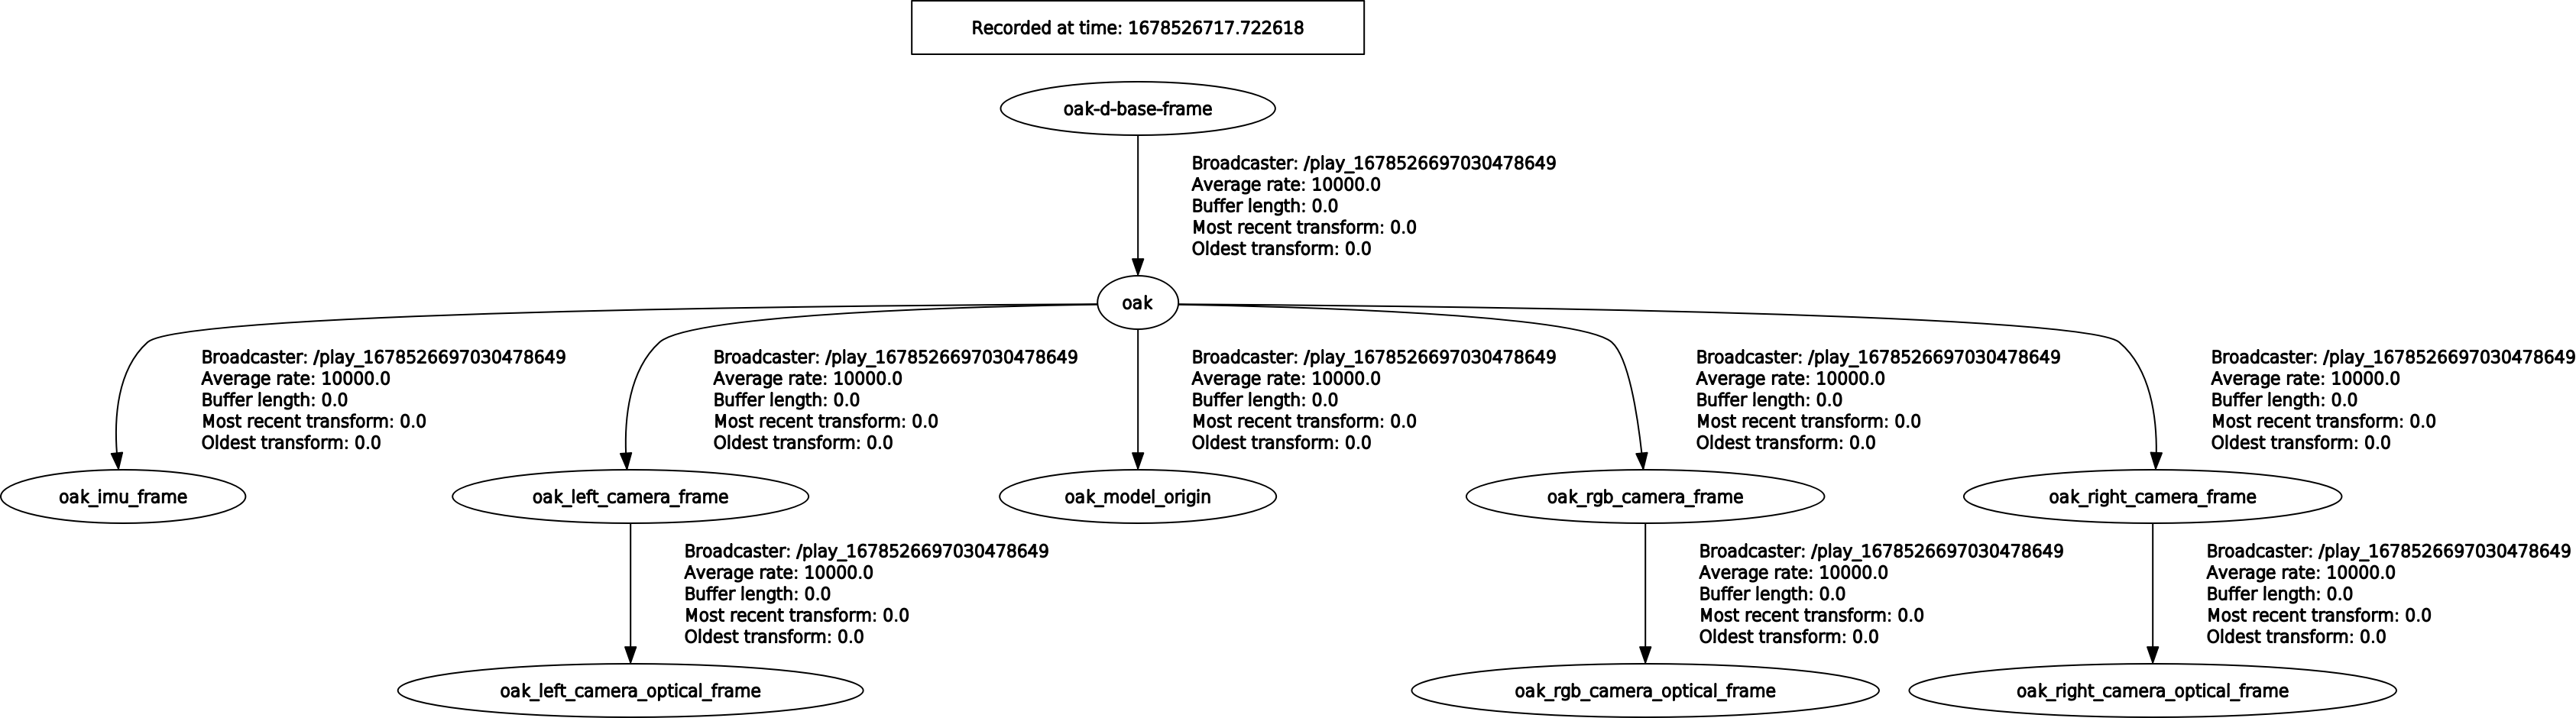 Recorded at time: 1678526717.722618
oak-d-base-frame
Broadcaster: /play_1678526697030478649
Average rate: 10000.0
Buffer length: 0.0
Most recent transform: 0.0
Oldest transform: 0.0
oak
Broadcaster: /play_1678526697030478649
Average rate: 10000.0
Buffer length: 0.0
Most recent transform: 0.0
Oldest transform: 0.0
Broadcaster: /play_1678526697030478649
Average rate: 10000.0
Buffer length: 0.0
Most recent transform: 0.0
Oldest transform: 0.0
Broadcaster: /play_1678526697030478649
Average rate: 10000.0
Buffer length: 0.0
Most recent transform: 0.0
Oldest transform: 0.0
Broadcaster: /play_1678526697030478649
Average rate: 10000.0
Buffer length: 0.0
Most recent transform: 0.0
Oldest transform: 0.0
Broadcaster: /play_1678526697030478649
Average rate: 10000.0
Buffer length: 0.0
Most recent transform: 0.0
Oldest transform: 0.0
oak_imu_frame
oak_left_camera_frame
oak_model_origin
oak_rgb_camera_frame
oak_right_camera_frame
Broadcaster: /play_1678526697030478649
Average rate: 10000.0
Buffer length: 0.0
Most recent transform: 0.0
Oldest transform: 0.0
Broadcaster: /play_1678526697030478649
Average rate: 10000.0
Buffer length: 0.0
Most recent transform: 0.0
Oldest transform: 0.0
Broadcaster: /play_1678526697030478649
Average rate: 10000.0
Buffer length: 0.0
Most recent transform: 0.0
Oldest transform: 0.0
oak_left_camera_optical_frame
oak_rgb_camera_optical_frame
oak_right_camera_optical_frame